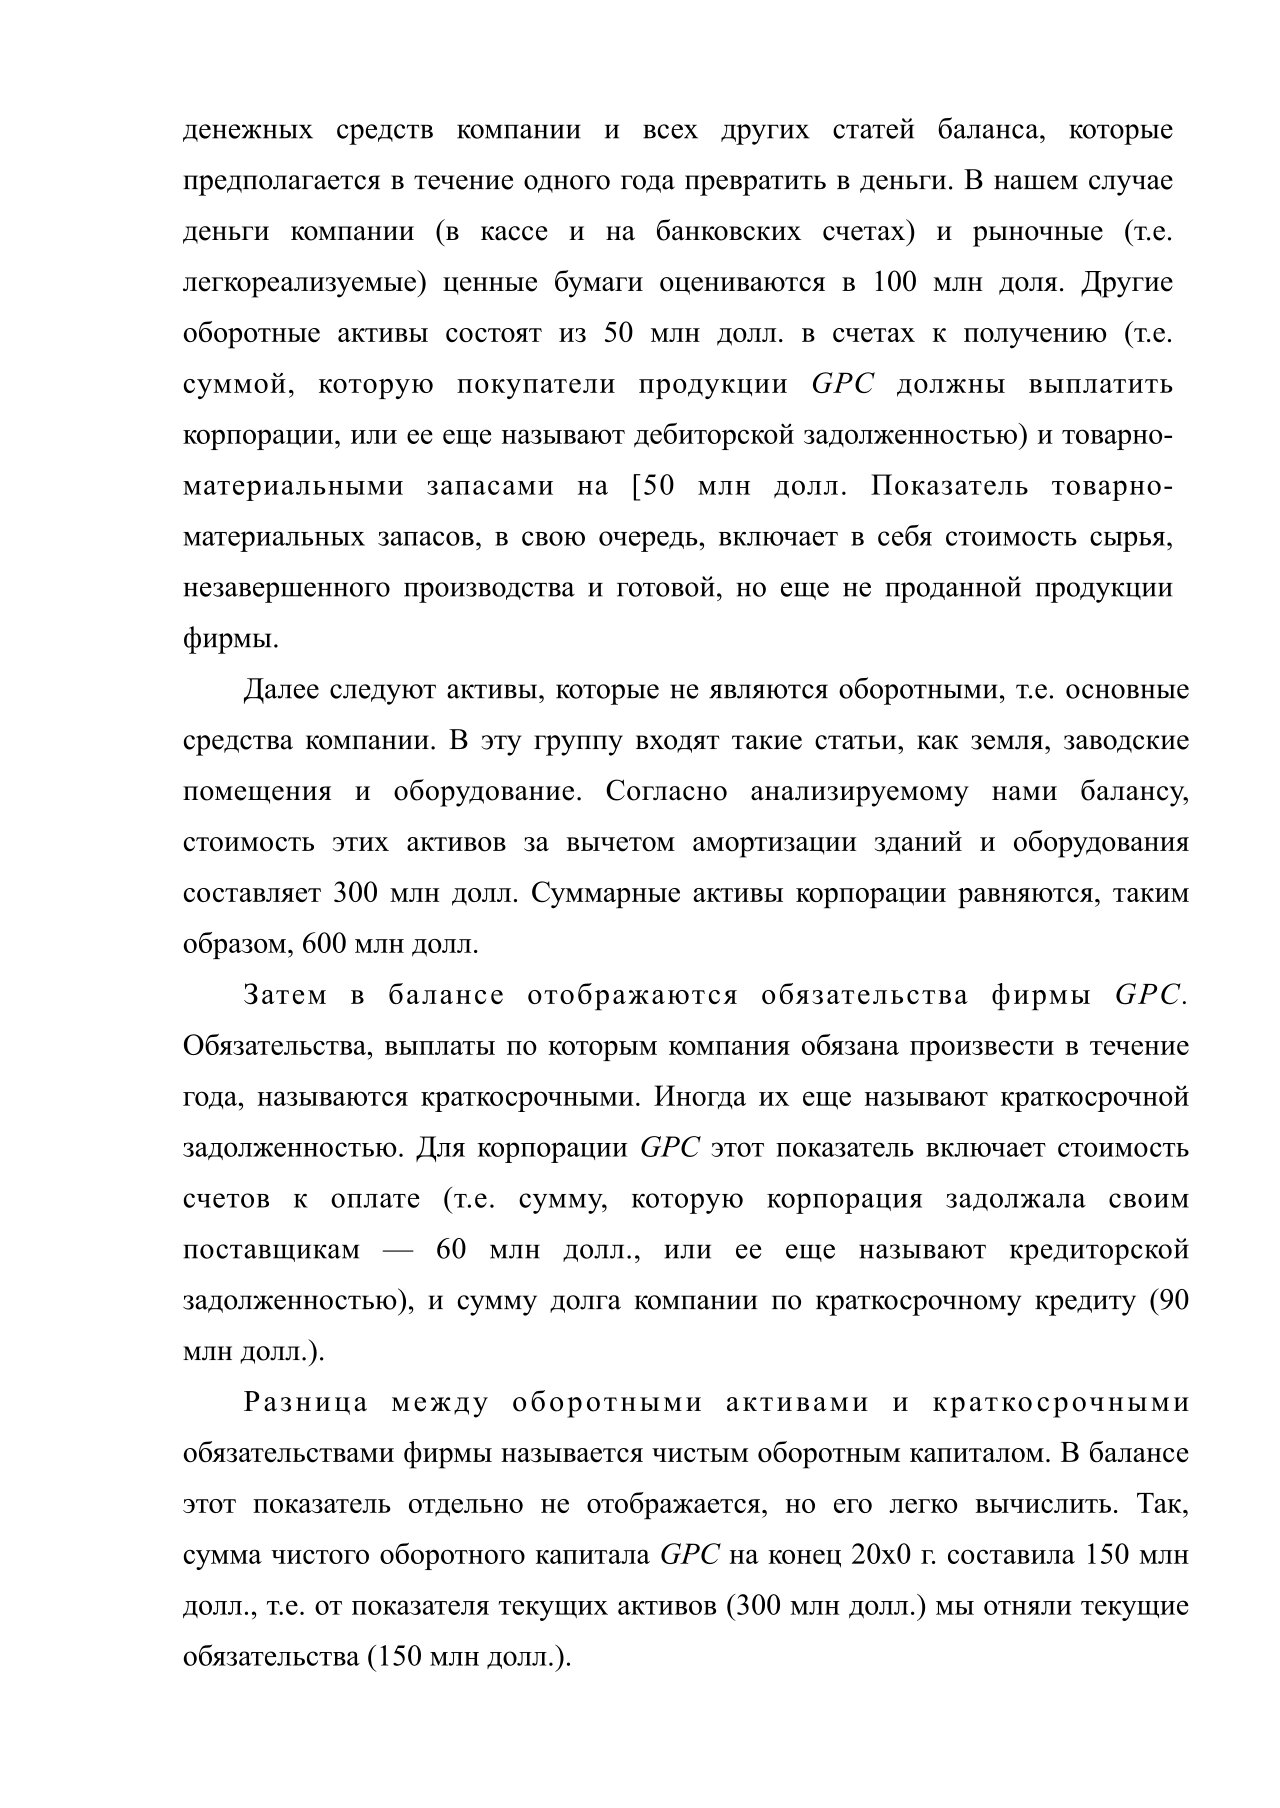 денежных средств компании и всех других статей баланса, которые
предполагается в течение одного года превратить в деньги. В нашем случае
деньги компании (в кассе и на банковских счетах) и рыночные (т.е.
легкореализуемые) ценные бумаги оцениваются в 100 млн доля. Другие
оборотные активы состоят из 50 млн долл. в счетах к получению (т.е.
суммой, которую покупатели продукции GPC должны выплатить
корпорации, или ее еще называют дебиторской задолженностью) и товарно-
материальными запасами на [50 млн долл. Показатель товарно-
материальных запасов, в свою очередь, включает в себя стоимость сырья,
незавершенного производства и готовой, но еще не проданной продукции
фирмы.
Далее следуют активы, которые не являются оборотными, т.е. основные
средства компании. В эту группу входят такие статьи, как земля, заводские
помещения и оборудование. Согласно анализируемому нами балансу,
стоимость этих активов за вычетом амортизации зданий и оборудования
составляет 300 млн долл. Суммарные активы корпорации равняются, таким
образом, 600 млн долл.
Затем в балансе отображаются обязательства фирмы GPC.
Обязательства, выплаты по которым компания обязана произвести в течение
года, называются краткосрочными. Иногда их еще называют краткосрочной
задолженностью. Для корпорации GPC этот показатель включает стоимость
счетов к оплате (т.е. сумму, которую корпорация задолжала своим
поставщикам — 60 млн долл., или ее еще называют кредиторской
задолженностью), и сумму долга компании по краткосрочному кредиту (90
млн долл.).
Разница между оборотными активами и краткосрочными
обязательствами фирмы называется чистым оборотным капиталом. В балансе
этот показатель отдельно не отображается, но его легко вычислить. Так,
сумма чистого оборотного капитала GPC на конец 20x0 г. составила 150 млн
долл., т.е. от показателя текущих активов (300 млн долл.) мы отняли текущие
обязательства (150 млн долл.).